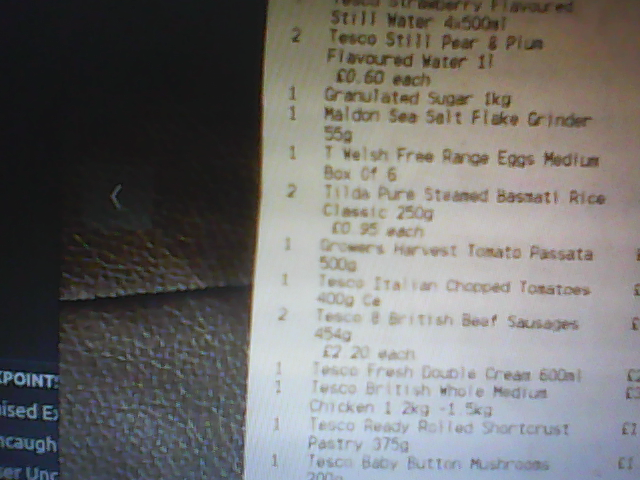 Tesco Strawberry Flavoured
Still Water 4x500ml
2 Tesco Still Pear & Plum
Flavoured Water 1l
£0.60 each
1 Granulated Sugar 1kg
1 Maldon Sea Salt Flake Grinder
55g
1 T Welsh Free Range Eggs Medium
Box Of 6
2 Tilda Pure Steamed Basmati Rice
Classic 250g
£0.95 each
1 Growers Harvest Tomato Passata
500g
1 Tesco Italian Chopped Tomatoes
400g Ca
2 Tesco 8 British Beef Sausages
454g
£2.20 each
1 Tesco Fresh Double Cream 600ml
1 Tesco British Whole Medium
Chicken 1.2kg -1.5kg
1 Tesco Ready Rolled Shortcrust
Pastry 375g
1 Tesco Baby Button Mushrooms
200g
KPOINT
ised Ex
ncaugh
ser Unc